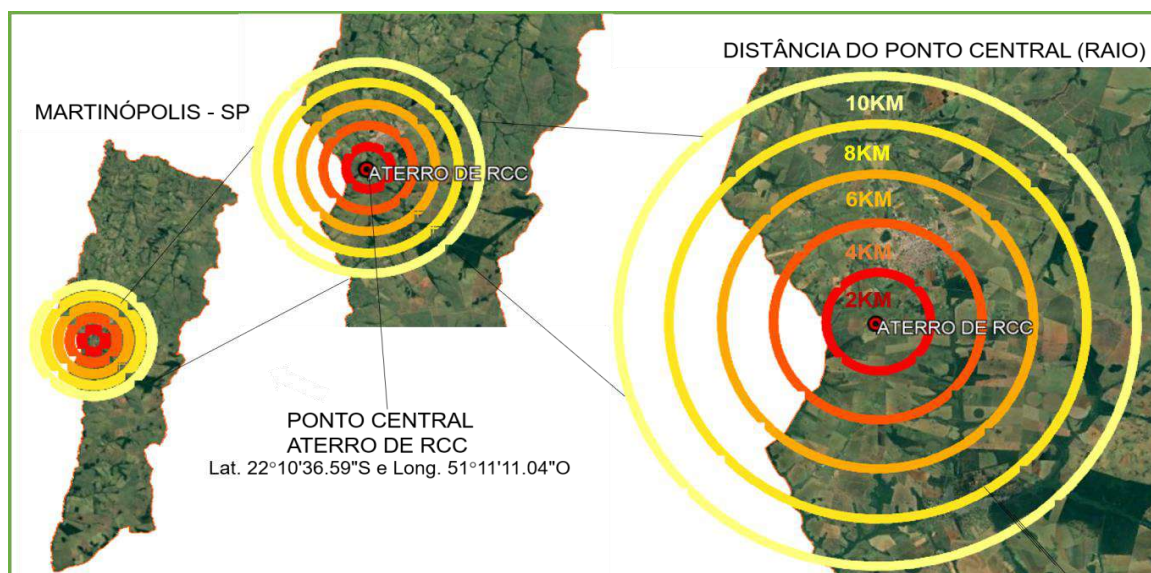 MARTINÓPOLIS - SP
ATERRO DE RCC
PONTO CENTRAL
ATERRO DE RCC
Lat. 22°10'36.59"S e Long. 51°11'11.04"O
DISTÂNCIA DO PONTO CENTRAL (RAIO)
10KM
8KM
6KM
4KM
2KM
ATERRO DE RCC